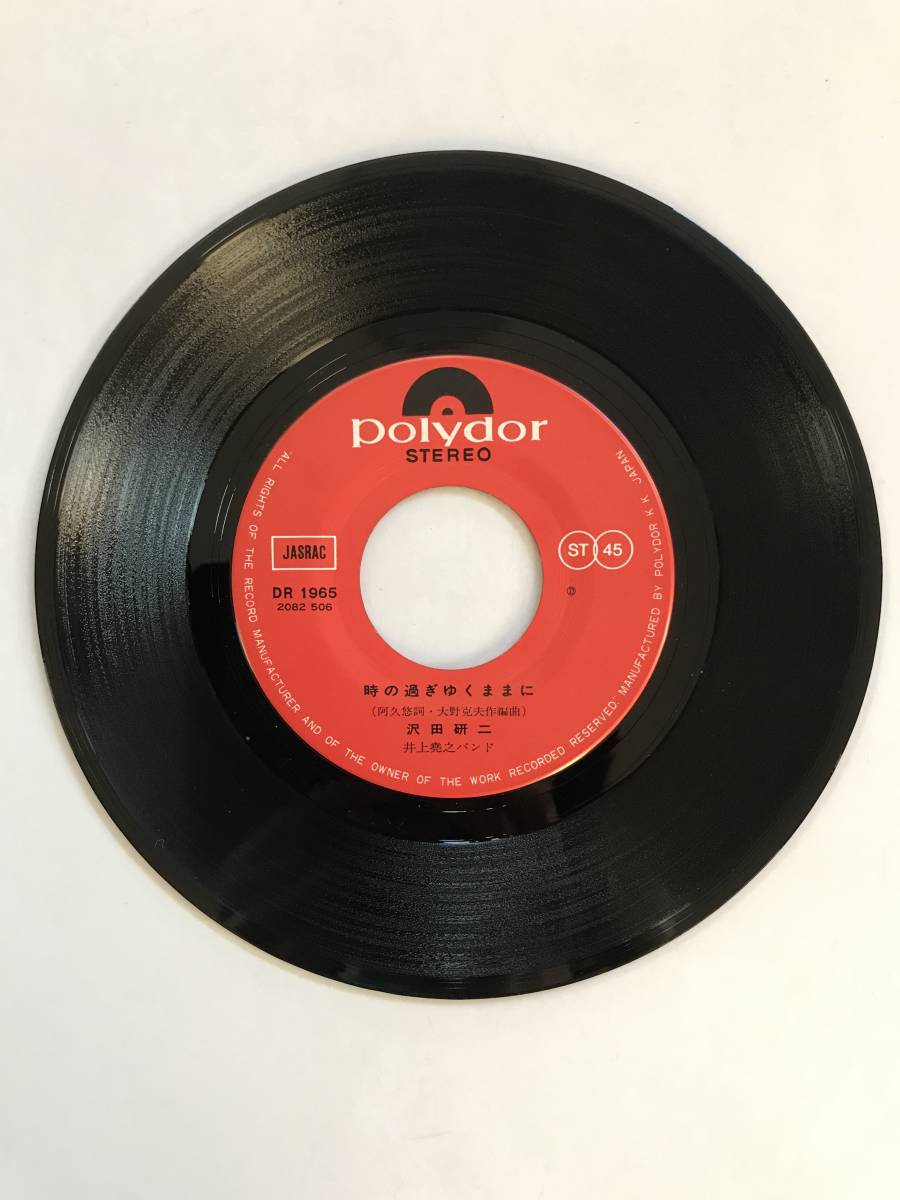 polydor
STEREO
JASRAC
ST 45
DR 1965
2082 506
時の過ぎゆくままに
(阿久悠詞・大野克夫作編曲)
沢田研二
井上堯之バンド
ALL RIGHTS OF THE RECORD MANUFACTURER AND OF THE OWNER OF THE WORK RECORDED RESERVED. MANUFACTURED BY POLYDOR K. K. JAPAN